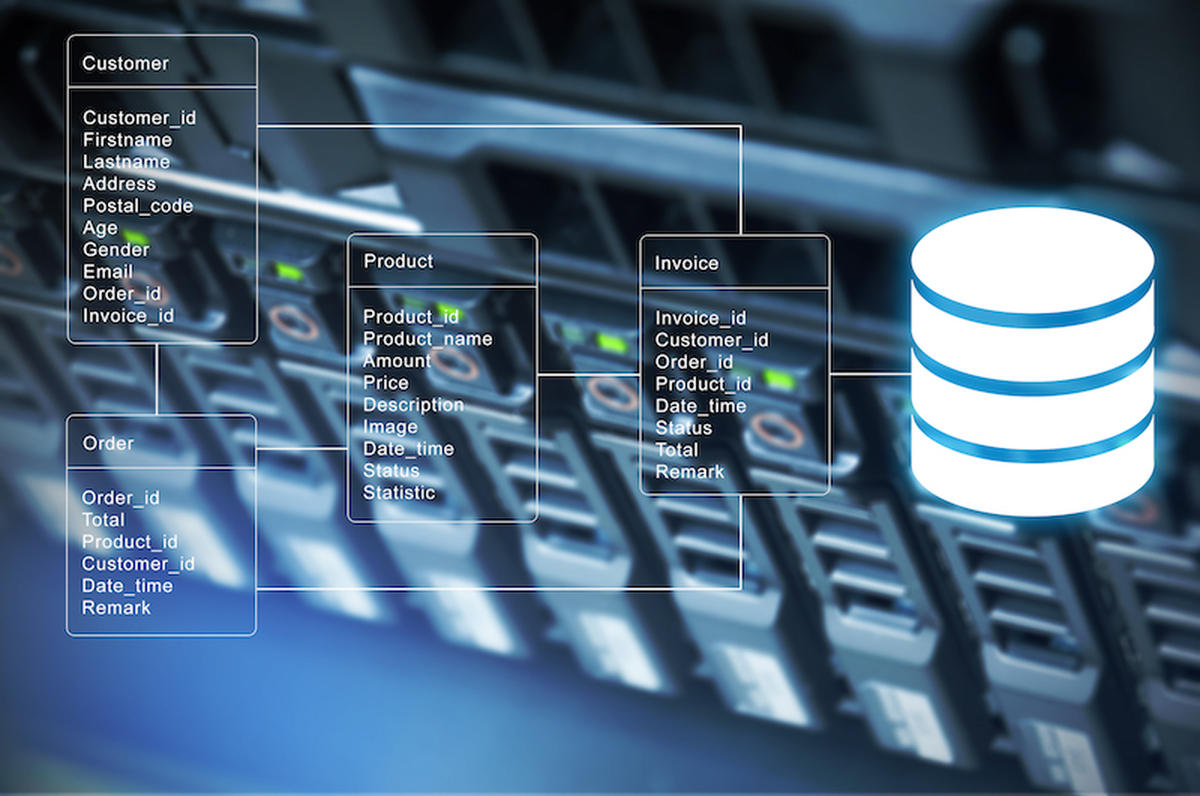 Customer
Customer_id
Firstname
Lastname
Address
Postal_code
Age
Gender
Email
Order_id
Invoice_id
Order
Order_id
Total
Product_id
Customer_id
Date_time
Remark
Product
Product_id
Product_name
Amount
Price
Description
Image
Date_time
Status
Statistic
Invoice
Invoice_id
Customer_id
Order_id
Product_id
Date_time
Status
Total
Remark